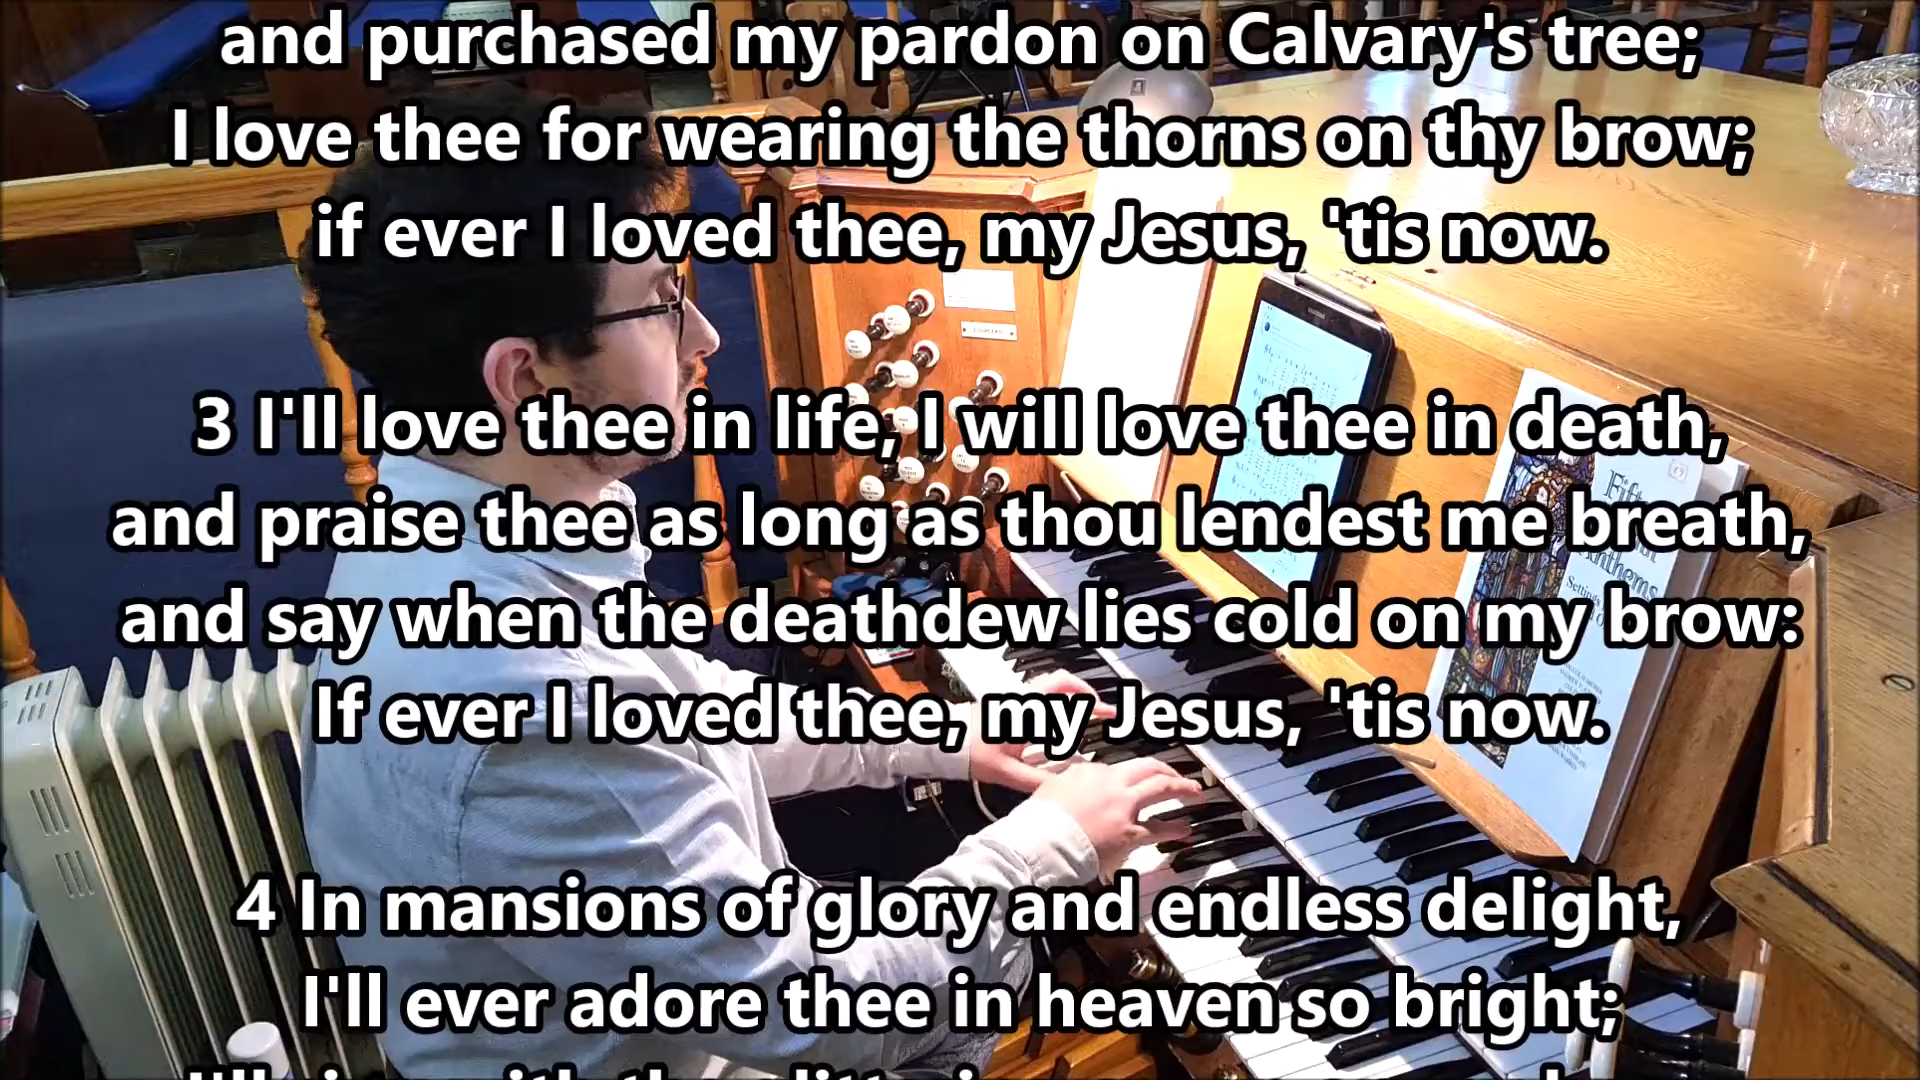 and purchased my pardon on Calvary's tree;
I love thee for wearing the thorns on thy brow;
if ever I loved thee, my Jesus, 'tis now.
3 I'll love thee in life, I will love thee in death,
and praise thee as long as thou lendest me breath,
and say when the deathdew lies cold on my brow:
If ever I loved thee, my Jesus, 'tis now.
4 In mansions of glory and endless delight,
I'll ever adore thee in heaven so bright;
Anthems